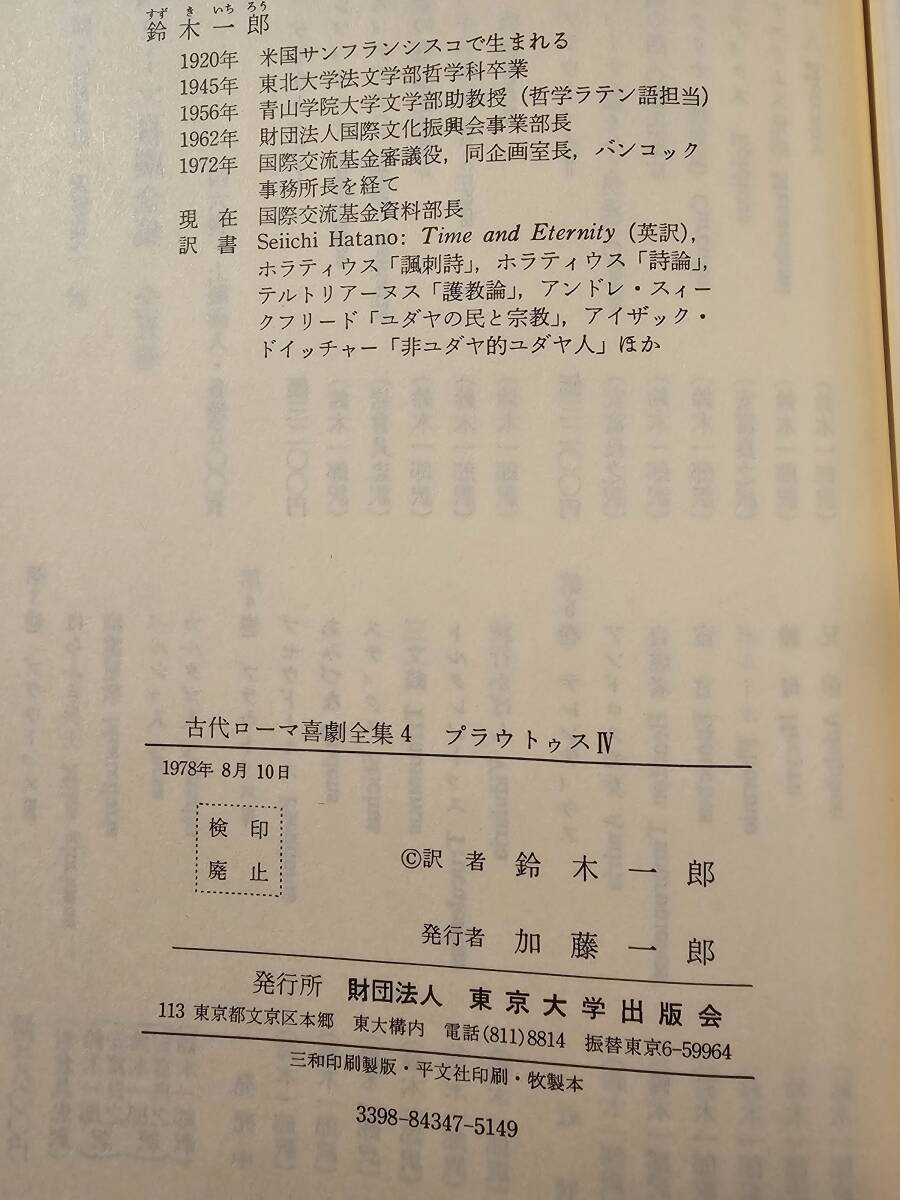 すず き いち ろう
鈴木一郎
1920年 米国サンフランシスコで生まれる
1945年 東北大学法文学部哲学科卒業
1956年 青山学院大学文学部助教授（哲学ラテン語担当）
1962年 財団法人国際文化振興会事業部長
1972年 国際交流基金審議役，同企画室長，バンコック
事務所長を経て
現在 国際交流基金資料部長
訳書 Seiichi Hatano: Time and Eternity (英訳)，
ホラティウス「諷刺詩」，ホラティウス「詩論」，
テルトリアーヌス「護教論」，アンドレ・スィー
クフリード「ユダヤの民と宗教」，アイザック・
ドイッチャー「非ユダヤ的ユダヤ人」ほか
古代ローマ喜劇全集4 プラウトゥスⅣ
1978年8月10日
検印
廃止
©訳者 鈴木一郎
発行者 加藤一郎
発行所 財団法人 東京大学出版会
113 東京都文京区本郷 東大構内 電話(811)8814 振替東京6-59964
三和印刷製版・平文社印刷・牧製本
3398-84347-5149